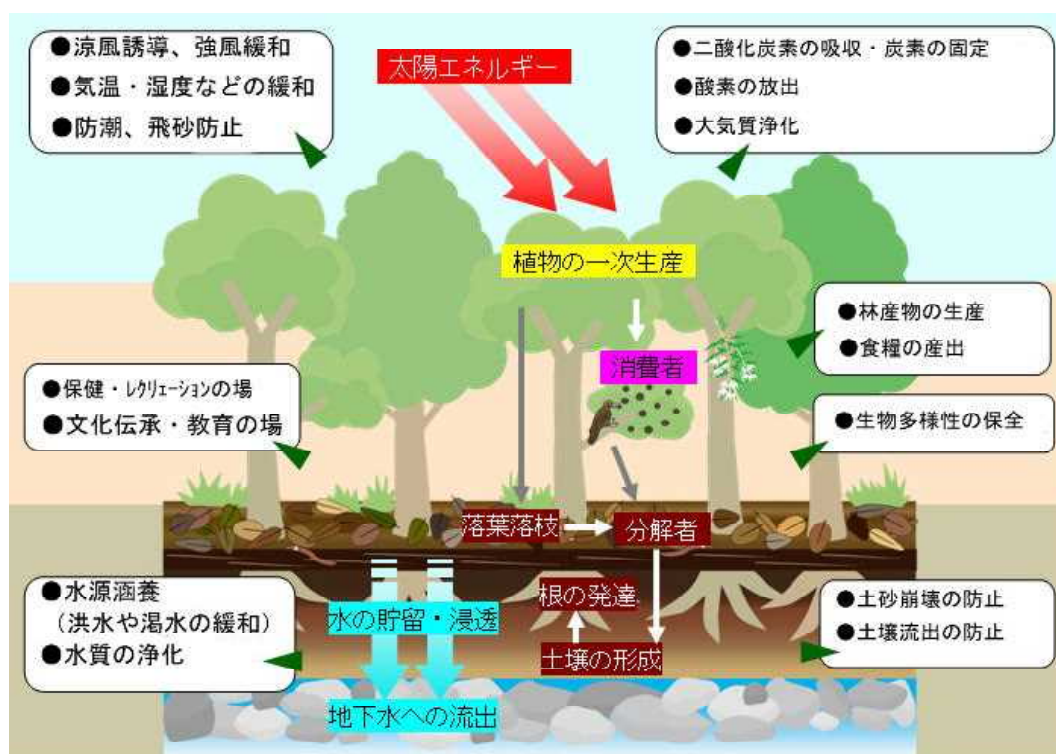 ●涼風誘導、強風緩和
●気温・湿度などの緩和
●防潮、飛砂防止
太陽エネルギー
●二酸化炭素の吸収・炭素の固定
●酸素の放出
●大気質浄化
植物の一次生産
●林産物の生産
●食糧の産出
消費者
●保健・ﾚｸﾘｴｰｼｮﾝの場
●文化伝承・教育の場
●生物多様性の保全
落葉落枝
分解者
●水源涵養
(洪水や渇水の緩和)
●水質の浄化
水の貯留・浸透
根の発達
土壌の形成
●土砂崩壊の防止
●土壌流出の防止
地下水への流出